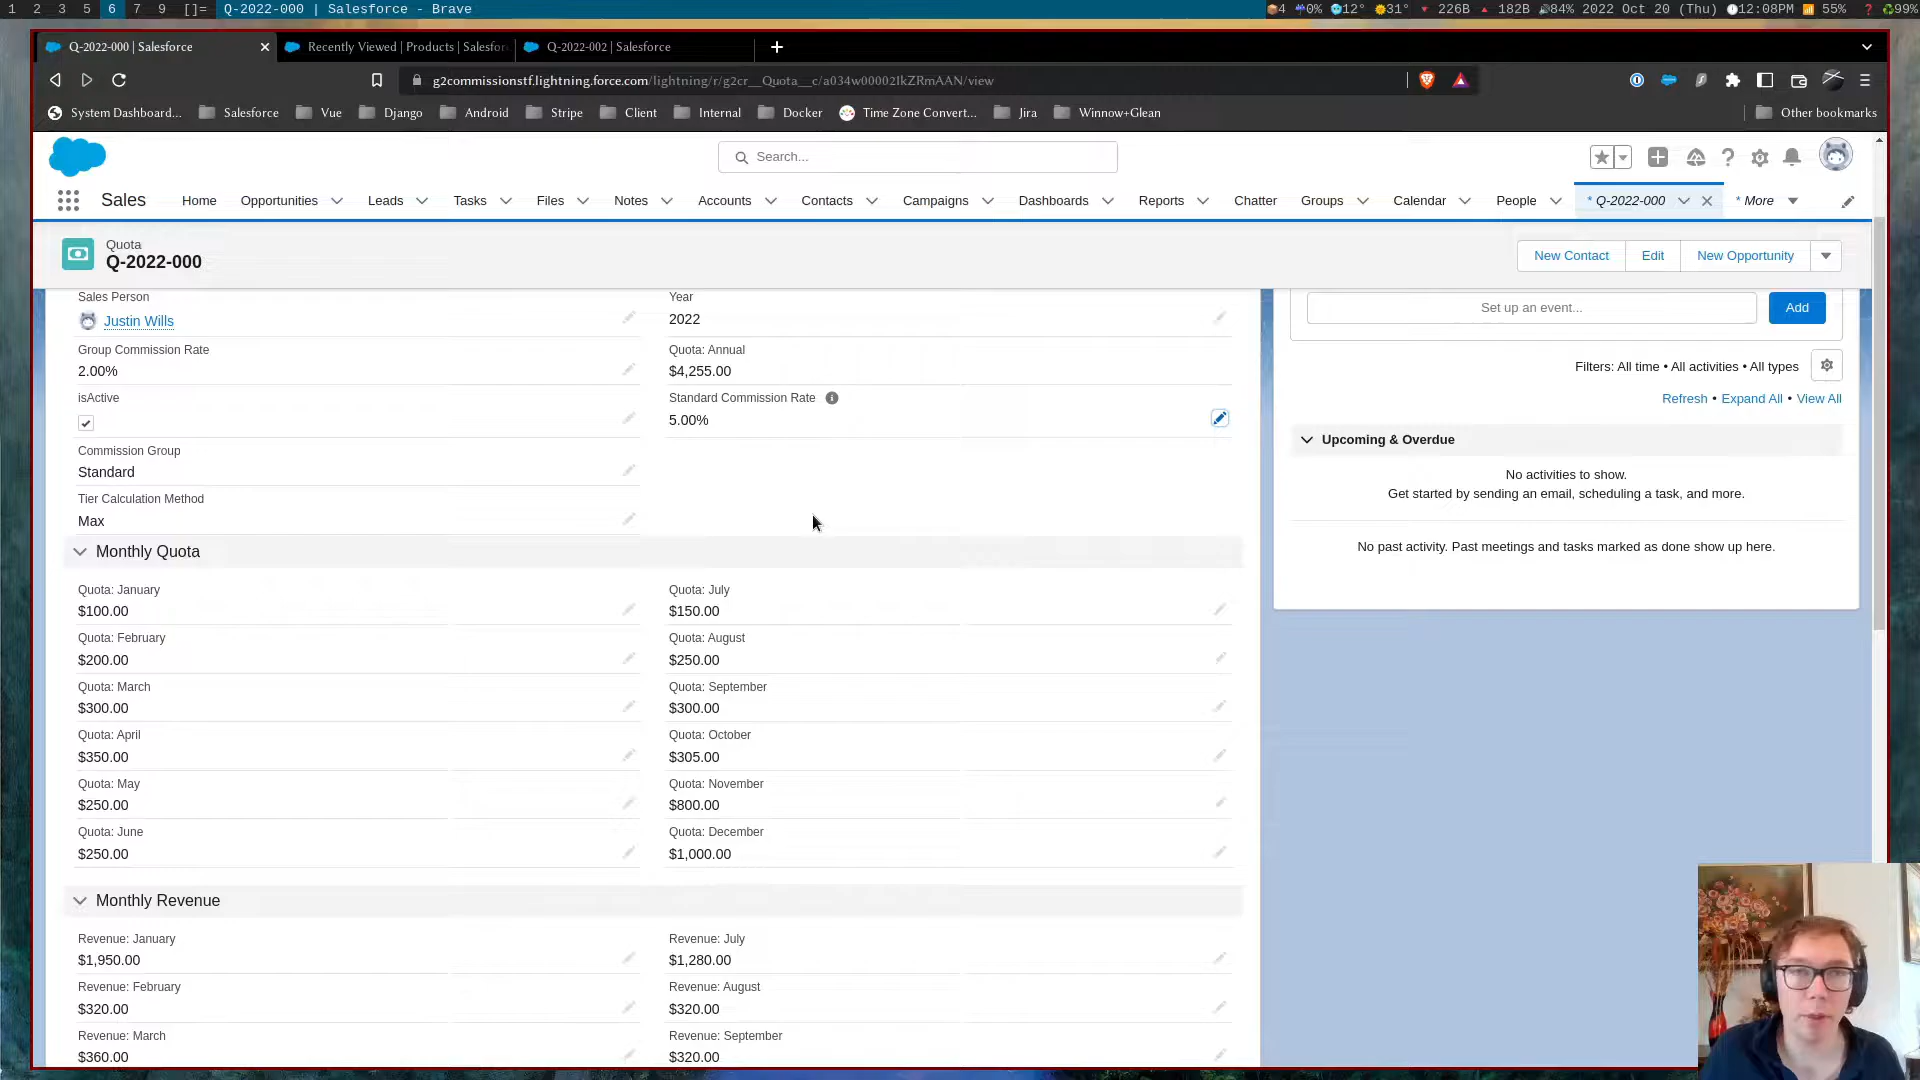 1 2 3 5 6 7 8 9 []= Q-2022-000 | Salesforce - Brave
4 0% 12° 31° 226B 182B 84% 2022 Oct 20 (Thu) 12:08PM 55% 99%
Q-2022-000 | Salesforce
Recently Viewed | Products | Salesfor
Q-2022-002 | Salesforce
g2commissionstf.lightning.force.com/lightning/r/g2cr__Quota__c/a034w00002IkZRmAAN/view
System Dashboard... Salesforce Vue Django Android Stripe Client Internal Docker Time Zone Convert... Jira Winnow+Glean Other bookmarks
Search...
Sales Home Opportunities Leads Tasks Files Notes Accounts Contacts Campaigns Dashboards Reports Chatter Groups Calendar People * Q-2022-000 * More
Quota
Q-2022-000
New Contact Edit New Opportunity
Sales Person
Justin Wills
Year
2022
Group Commission Rate
2.00%
Quota: Annual
$4,255.00
isActive
Standard Commission Rate
5.00%
Commission Group
Standard
Tier Calculation Method
Max
Monthly Quota
Quota: January
$100.00
Quota: July
$150.00
Quota: February
$200.00
Quota: August
$250.00
Quota: March
$300.00
Quota: September
$300.00
Quota: April
$350.00
Quota: October
$305.00
Quota: May
$250.00
Quota: November
$800.00
Quota: June
$250.00
Quota: December
$1,000.00
Monthly Revenue
Revenue: January
$1,950.00
Revenue: July
$1,280.00
Revenue: February
$320.00
Revenue: August
$320.00
Revenue: March
$360.00
Revenue: September
$320.00
Set up an event...
Add
Filters: All time • All activities • All types
Refresh • Expand All • View All
Upcoming & Overdue
No activities to show.
Get started by sending an email, scheduling a task, and more.
No past activity. Past meetings and tasks marked as done show up here.